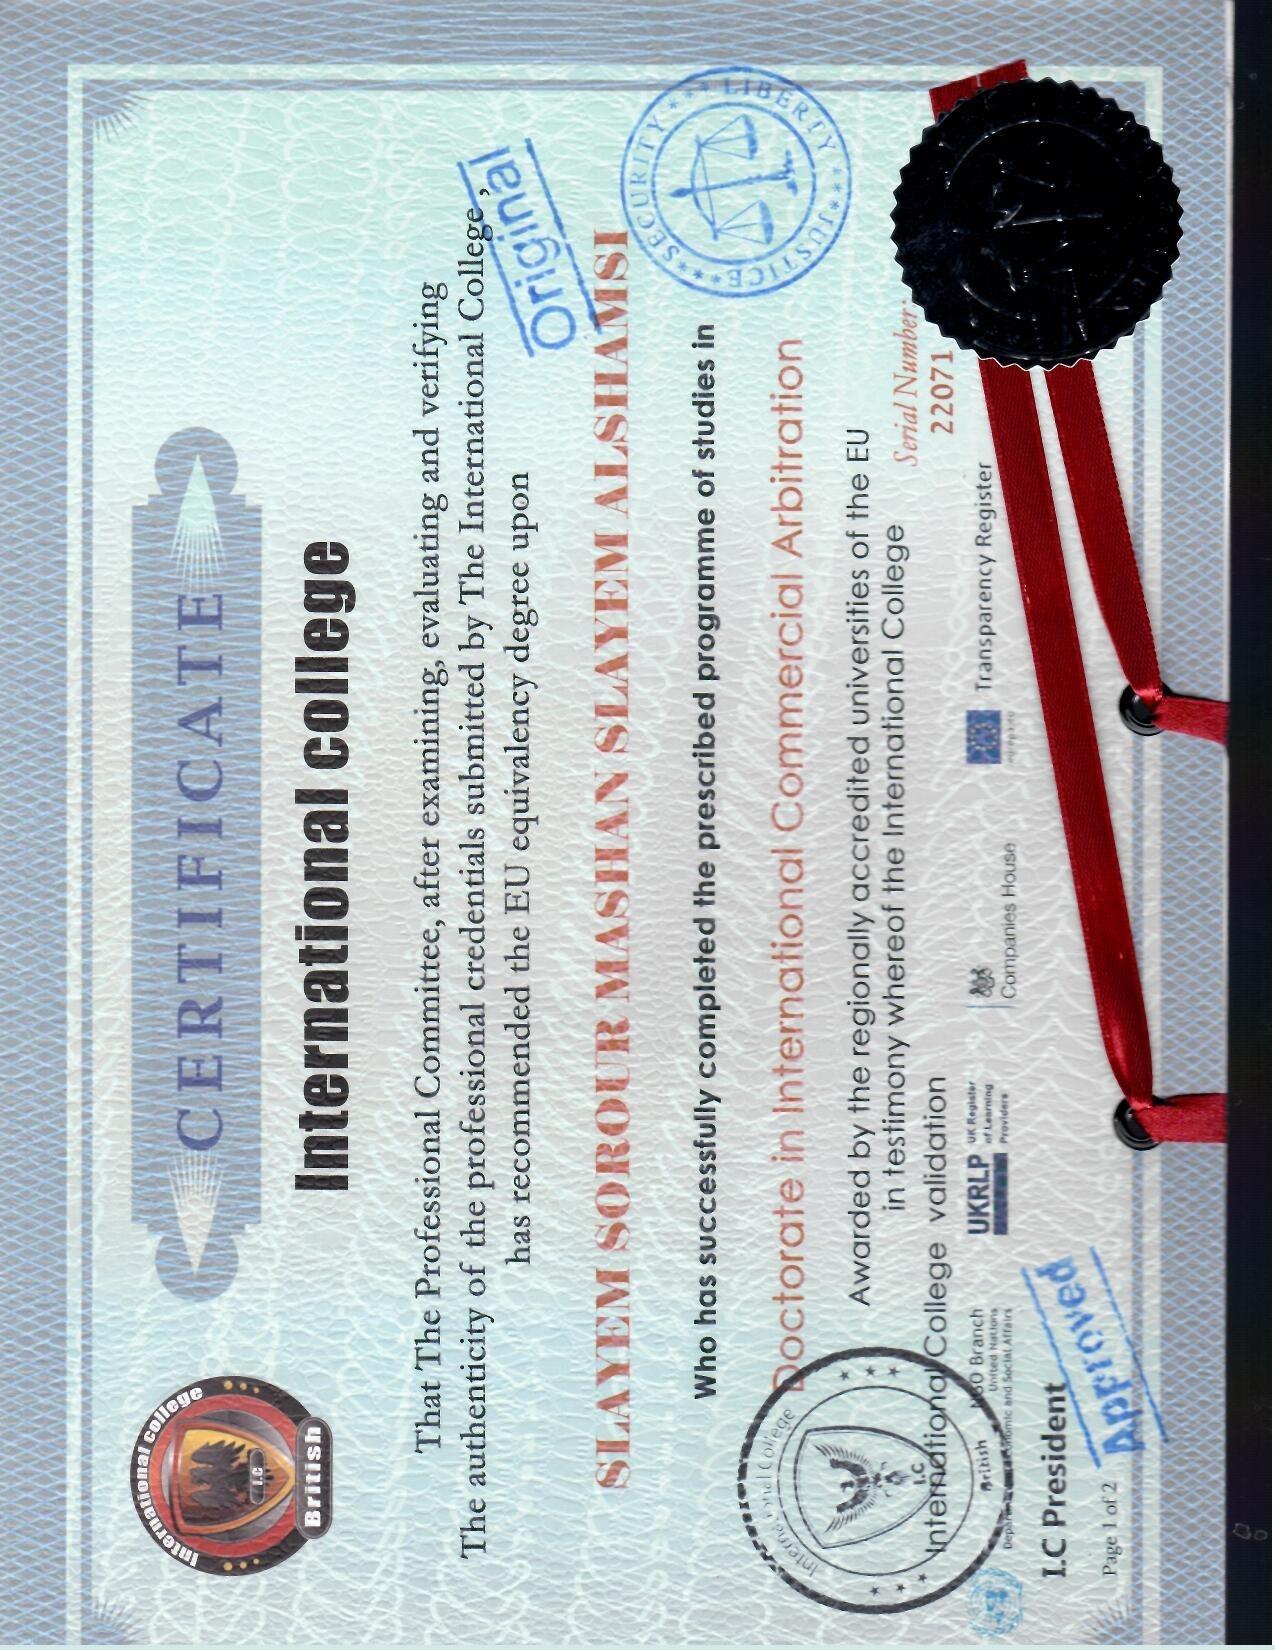 International college
I.C
British
CERTIFICATE
International college
That The Professional Committee, after examining, evaluating and verifying
The authenticity of the professional credentials submitted by The International College ,
has recommended the EU equivalency degree upon
Original
SLAYEM SOROUR MASHAN SLAYEM ALSHAMSI
SECURITY ***** LIBERTY ***** JUSTICE
Who has successfully completed the prescribed programme of studies in
Doctorate in International Commercial Arbitration
International College
I.C
British
Awarded by the regionally accredited universities of the EU
in testimony whereof the International College
Serial Number:
22071
International College validation
NGO Branch
United Nations
and Social Affairs
UKRLP
UK Register
of Learning
Providers
Companies House
Transparency Register
I.C President
Approved
Page 1 of 2